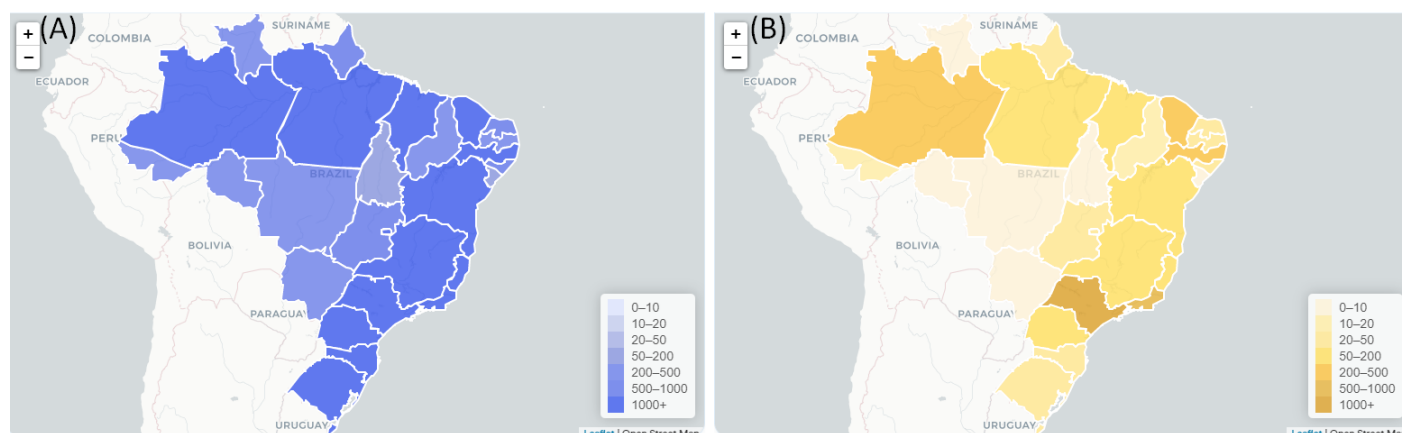 (A)
+
−
COLOMBIA
SURINAME
ECUADOR
PERU
BRAZIL
BOLIVIA
PARAGUAY
URUGUAY
0–10
10–20
20–50
50–200
200–500
500–1000
1000+
Leaflet | Open Street Map
(B)
+
−
COLOMBIA
SURINAME
ECUADOR
PERU
BRAZIL
BOLIVIA
PARAGUAY
URUGUAY
0–10
10–20
20–50
50–200
200–500
500–1000
1000+
Leaflet | Open Street Map